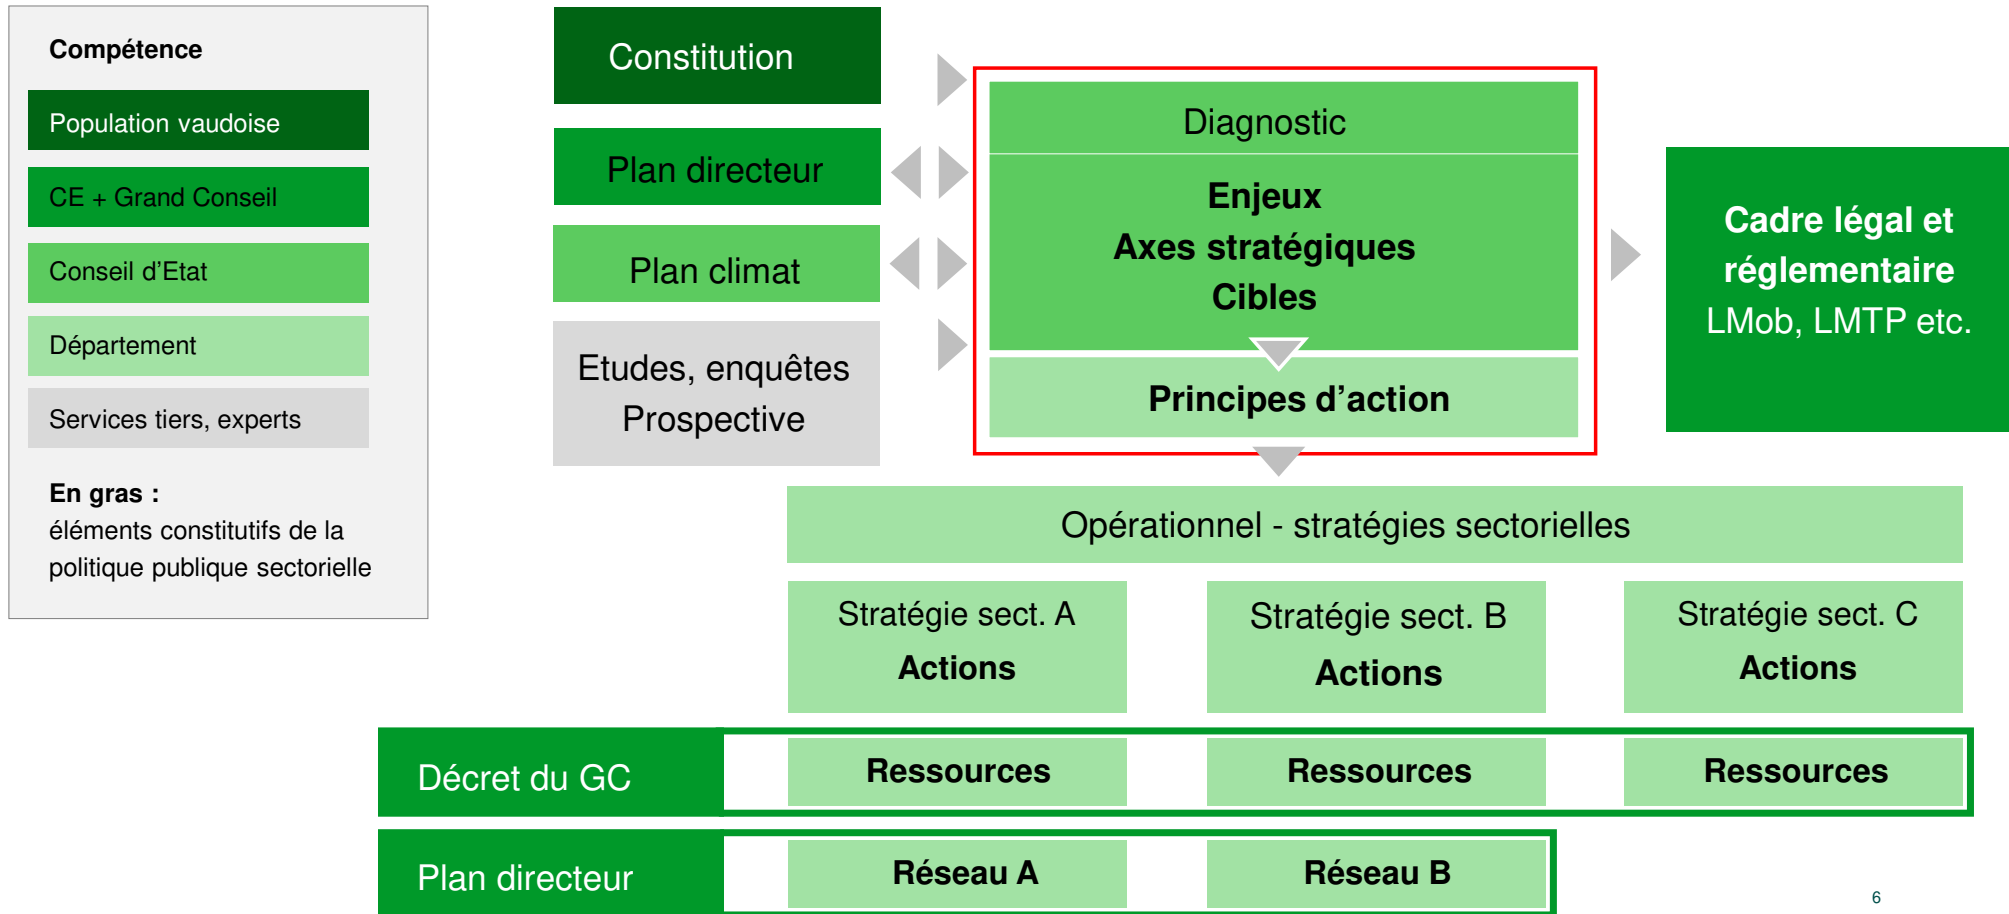 Compétence
Population vaudoise
CE + Grand Conseil
Conseil d'Etat
Département
Services tiers, experts
En gras :
éléments constitutifs de la
politique publique sectorielle
Constitution
Plan directeur
Plan climat
Etudes, enquêtes
Prospective
Diagnostic
Enjeux
Axes stratégiques
Cibles
Principes d'action
Cadre légal et
réglementaire
LMob, LMTP etc.
Opérationnel - stratégies sectorielles
Stratégie sect. A
Actions
Stratégie sect. B
Actions
Stratégie sect. C
Actions
Décret du GC
Ressources
Ressources
Ressources
Plan directeur
Réseau A
Réseau B
6